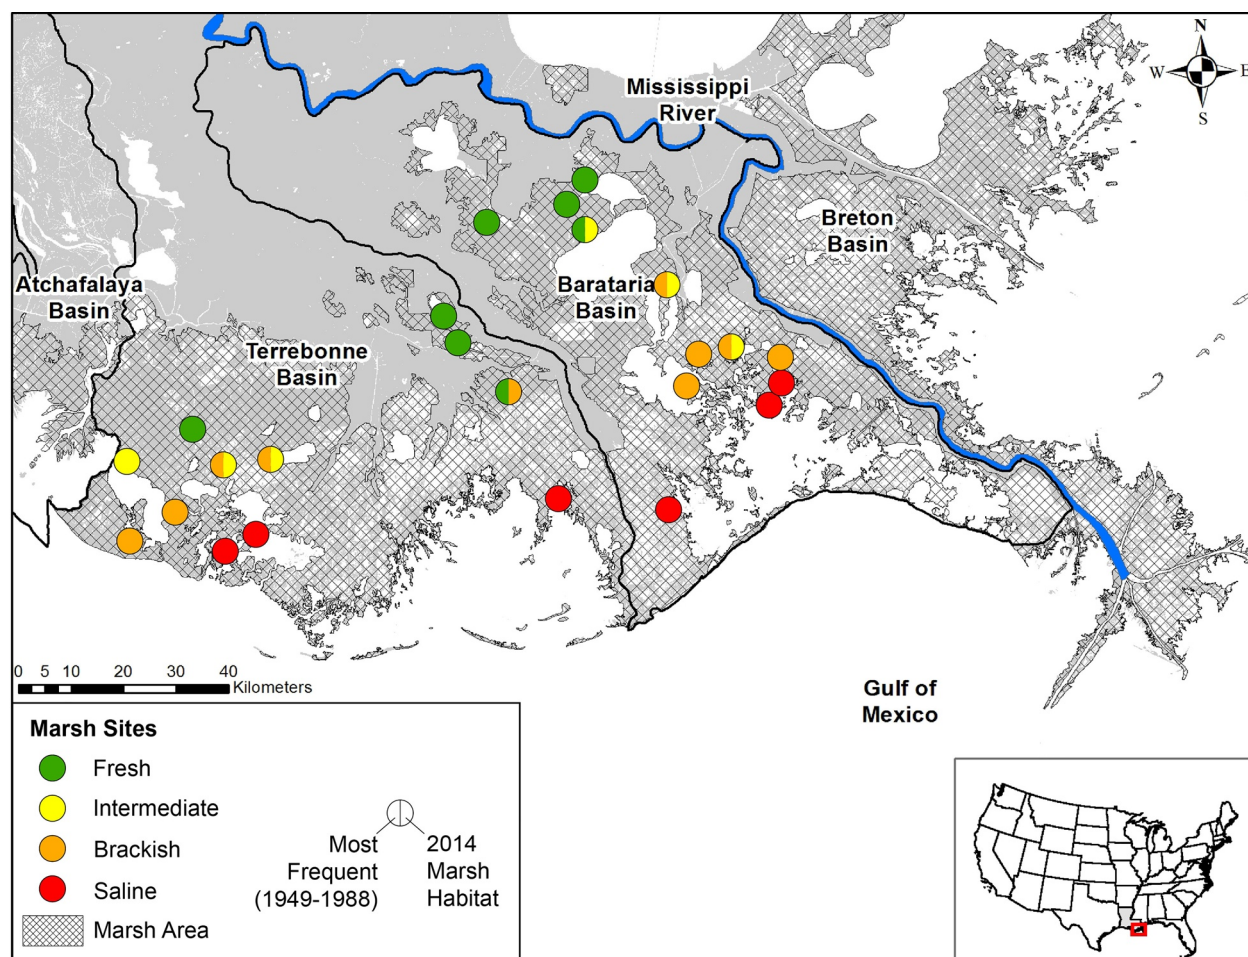 N
W
E
S
Mississippi
River
Breton
Basin
Atchafalaya
Basin
Barataria
Basin
Terrebonne
Basin
0 5 10 20 30 40
Kilometers
Gulf of
Mexico
Marsh Sites
Fresh
Intermediate
Brackish
Saline
Marsh Area
Most
Frequent
(1949-1988)
2014
Marsh
Habitat